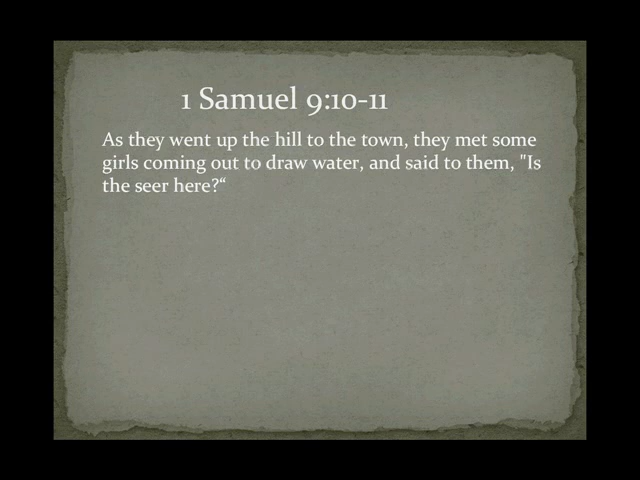 1 Samuel 9:10-11
As they went up the hill to the town, they met some
girls coming out to draw water, and said to them, "Is
the seer here?“